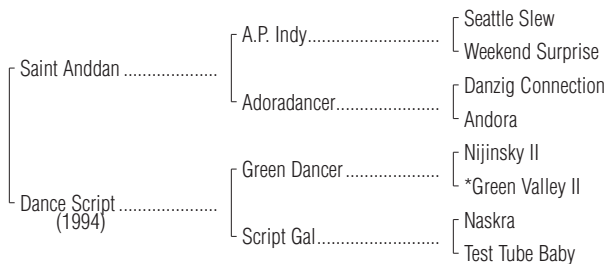 Seattle Slew
A.P. Indy
Weekend Surprise
Saint Anddan
Danzig Connection
Adoradancer
Andora
Nijinsky II
Green Dancer
*Green Valley II
Dance Script
(1994)
Naskra
Script Gal
Test Tube Baby